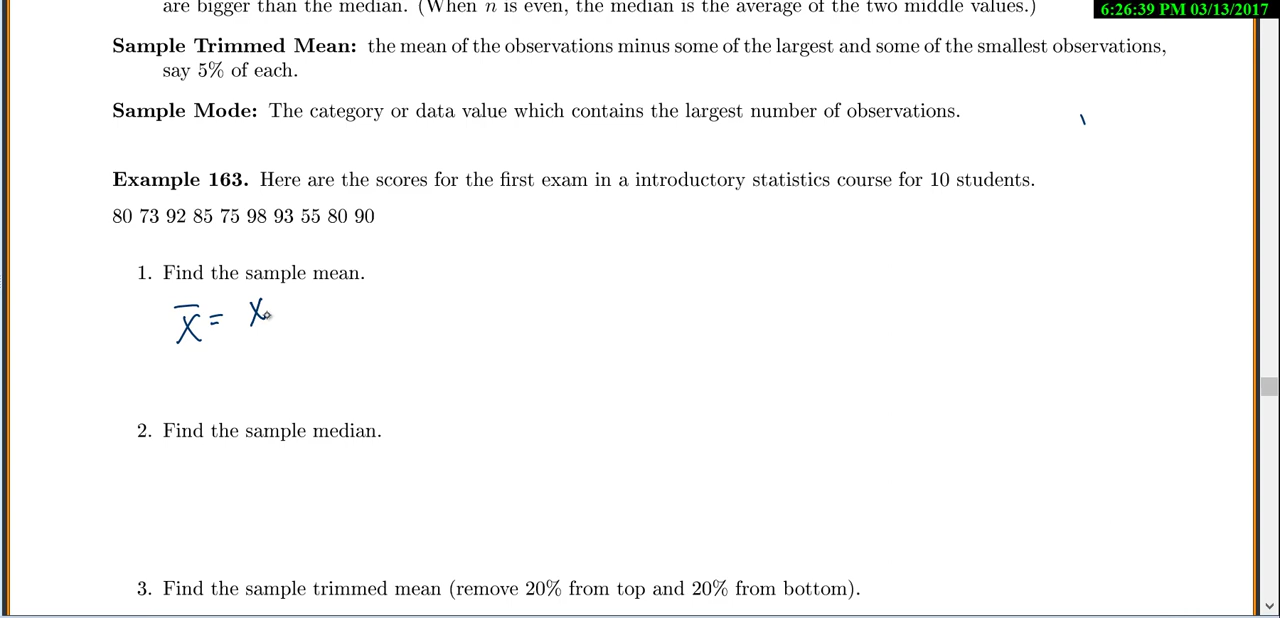 are bigger than the median. (When n is even, the median is the average of the two middle values.)
6:26:39 PM 03/13/2017
Sample Trimmed Mean: the mean of the observations minus some of the largest and some of the smallest observations,
say 5% of each.
Sample Mode: The category or data value which contains the largest number of observations.
Example 163. Here are the scores for the first exam in a introductory statistics course for 10 students.
80 73 92 85 75 98 93 55 80 90
1. Find the sample mean.
x̄ = x
2. Find the sample median.
3. Find the sample trimmed mean (remove 20% from top and 20% from bottom).